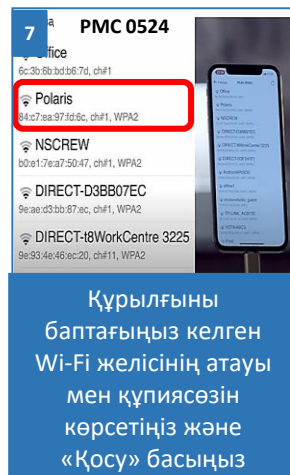 7
PMC 0524
Office
6c:3b:6b:bd:b6:7d, ch#1
Polaris
84:c7:ea:97:fd:6c, ch#1, WPA2
NSCREW
b0:e1:7e:a7:50:47, ch#1, WPA2
DIRECT-D3BB07EC
9e:ae:d3:bb:87:ec, ch#1, WPA2
DIRECT-t8WorkCentre 3225
9e:93:4e:46:ec:20, ch#11, WPA2
Құрылғыны
баптағыңыз келген
Wi-Fi желісінің атауы
мен құпиясөзін
көрсетіңіз және
«Қосу» басыңыз